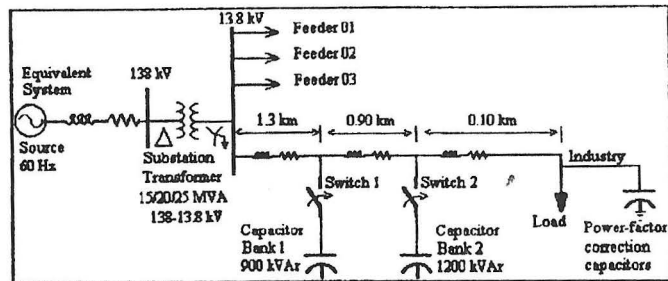 13.8 kV
Feeder 01
Feeder 02
Feeder 03
Equivalent
System
138 kV
Source
60 Hz
Substation
Transformer
15/20/25 MVA
138-13.8 kV
1.3 km
0.90 km
0.10 km
Industry
Switch 1
Switch 2
Load
Capacitor
Bank 1
900 kVAr
Capacitor
Bank 2
1200 kVAr
Power-factor
correction
capacitors